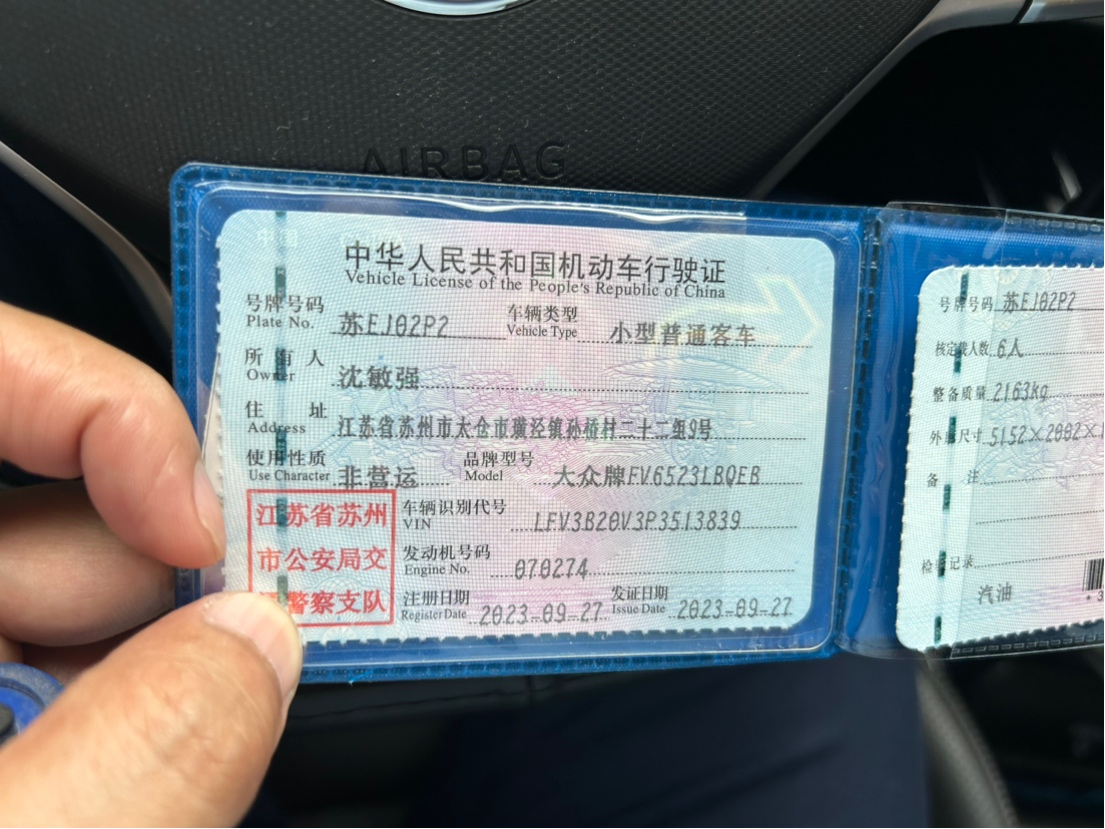 AIRBAG
中华人民共和国机动车行驶证
Vehicle License of the People's Republic of China
号牌号码 苏EJ02P2 车辆类型 小型普通客车
Plate No. Vehicle Type
所有人 沈敏强
Owner
住址 江苏省苏州市太仓市璜泾镇孙桥村二十二组9号
Address
使用性质 非营运 品牌型号 大众牌FV6523LBQEB
Use Character Model
江苏省苏州
市公安局交
警察支队
车辆识别代号 LFV3B20V3P3513839
VIN
发动机号码 070274
Engine No.
注册日期 2023-09-27 发证日期 2023-09-27
Register Date Issue Date
号牌号码 苏EJ02P2
核定载人数 6人
整备质量 2163kg
外廓尺寸 5152×2002×1
备注
检验记录
汽油
*3